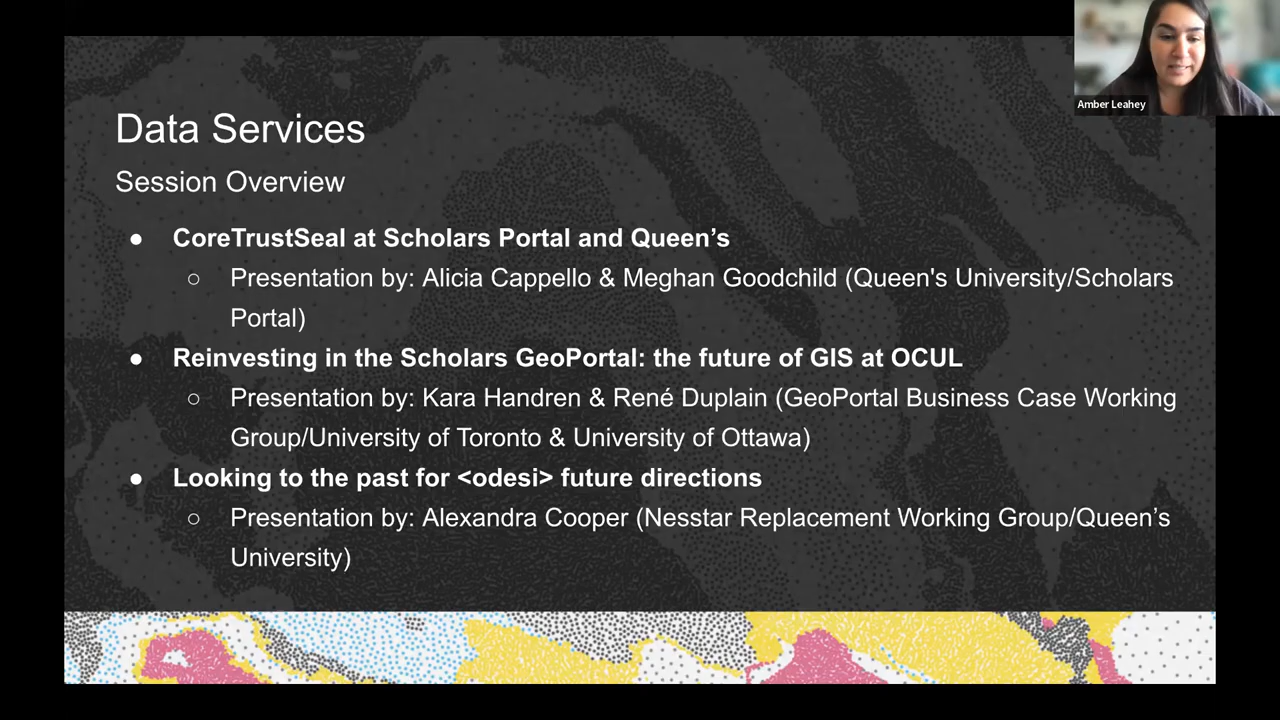 Amber Leahey
Data Services
Session Overview
● CoreTrustSeal at Scholars Portal and Queen’s
○ Presentation by: Alicia Cappello & Meghan Goodchild (Queen's University/Scholars
Portal)
● Reinvesting in the Scholars GeoPortal: the future of GIS at OCUL
○ Presentation by: Kara Handren & René Duplain (GeoPortal Business Case Working
Group/University of Toronto & University of Ottawa)
● Looking to the past for <odesi> future directions
○ Presentation by: Alexandra Cooper (Nesstar Replacement Working Group/Queen’s
University)